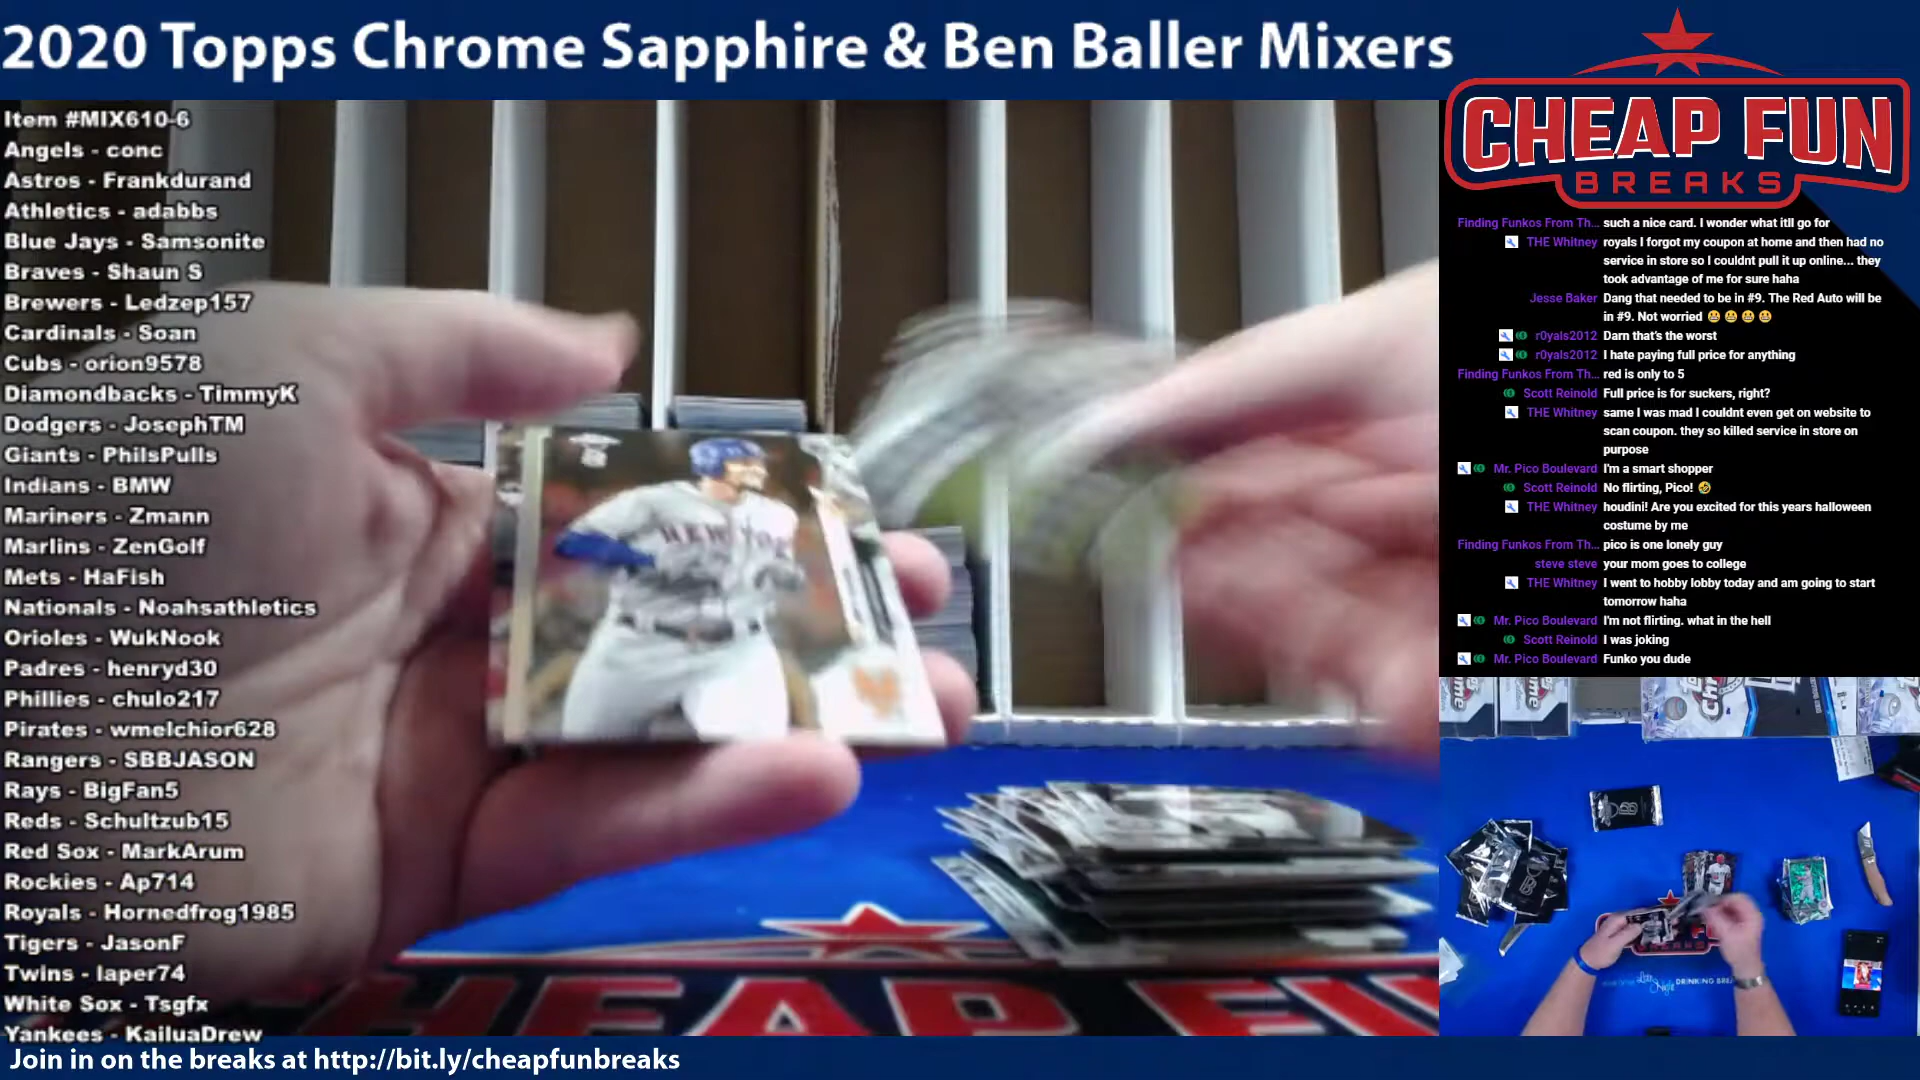 2020 Topps Chrome Sapphire & Ben Baller Mixers
CHEAP FUN
BREAKS
Item #MIX610-6
Angels - conc
Astros - Frankdurand
Athletics - adabbs
Blue Jays - Samsonite
Braves - Shaun S
Brewers - Ledzep157
Cardinals - Soan
Cubs - orion9578
Diamondbacks - TimmyK
Dodgers - JosephTM
Giants - PhilsPulls
Indians - BMW
Mariners - Zmann
Marlins - ZenGolf
Mets - HaFish
Nationals - Noahsathletics
Orioles - WukNook
Padres - henryd30
Phillies - chulo217
Pirates - wmelchior628
Rangers - SBBJASON
Rays - BigFan5
Reds - Schultzub15
Red Sox - MarkArum
Rockies - Ap714
Royals - Hornedfrog1985
Tigers - JasonF
Twins - laper74
White Sox - Tsgfx
Yankees - KailuaDrew
NEW YORK
CHEAP FU
Finding Funkos From Th... such a nice card. I wonder what itll go for
THE Whitney royals I forgot my coupon at home and then had no
service in store so I couldnt pull it up online... they
took advantage of me for sure haha
Jesse Baker Dang that needed to be in #9. The Red Auto will be
in #9. Not worried 😬 😬 😬 😬
r0yals2012 Darn that's the worst
r0yals2012 I hate paying full price for anything
Finding Funkos From Th... red is only to 5
Scott Reinold Full price is for suckers, right?
THE Whitney same I was mad I couldnt even get on website to
scan coupon. they so killed service in store on
purpose
Mr. Pico Boulevard I'm a smart shopper
Scott Reinold No flirting, Pico! 🤣
THE Whitney houdini! Are you excited for this years halloween
costume by me
Finding Funkos From Th... pico is one lonely guy
steve steve your mom goes to college
THE Whitney I went to hobby lobby today and am going to start
tomorrow haha
Mr. Pico Boulevard I'm not flirting. what in the hell
Scott Reinold I was joking
Mr. Pico Boulevard Funko you dude
BREAKS
DRINKING BREA
Join in on the breaks at http://bit.ly/cheapfunbreaks